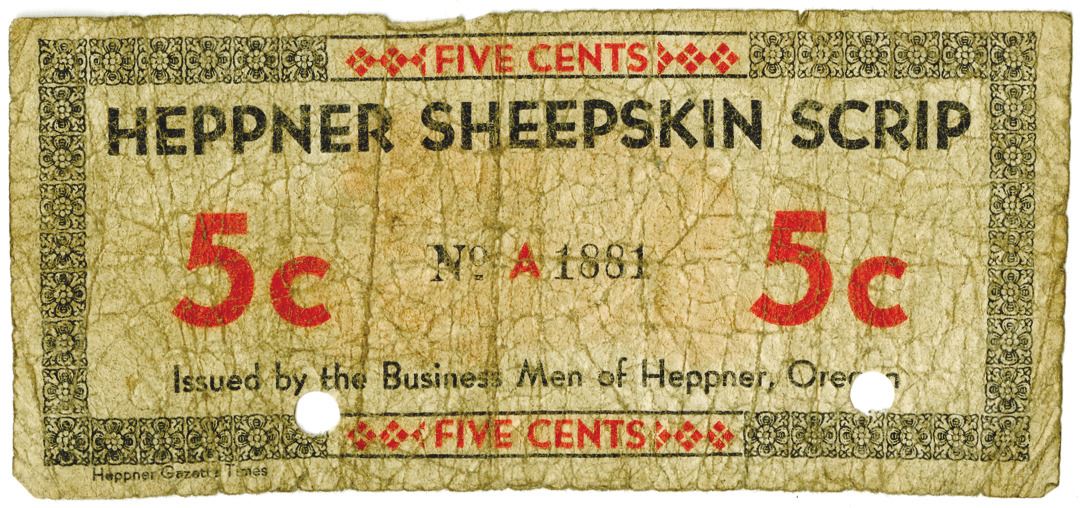 FIVE CENTS
HEPPNER SHEEPSKIN SCRIP
5c Nº A 1881 5c
Issued by the Business Men of Heppner, Oregon
FIVE CENTS
Heppner Gazette Times